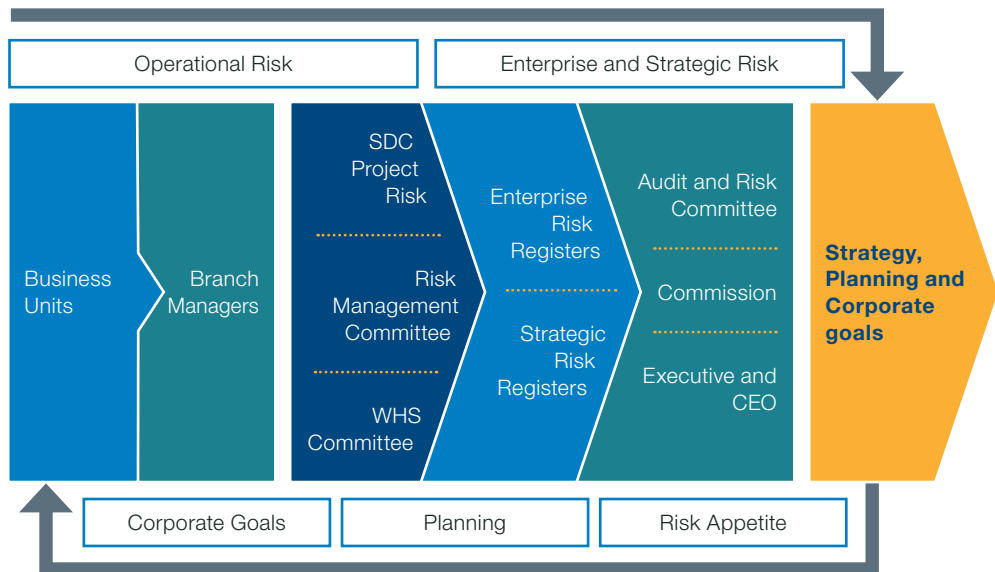 Operational Risk
Enterprise and Strategic Risk
Business
Units
Branch
Managers
SDC
Project
Risk
Risk
Management
Committee
WHS
Committee
Enterprise
Risk
Registers
Strategic
Risk
Registers
Audit and Risk
Committee
Commission
Executive and
CEO
Strategy,
Planning and
Corporate
goals
Corporate Goals
Planning
Risk Appetite